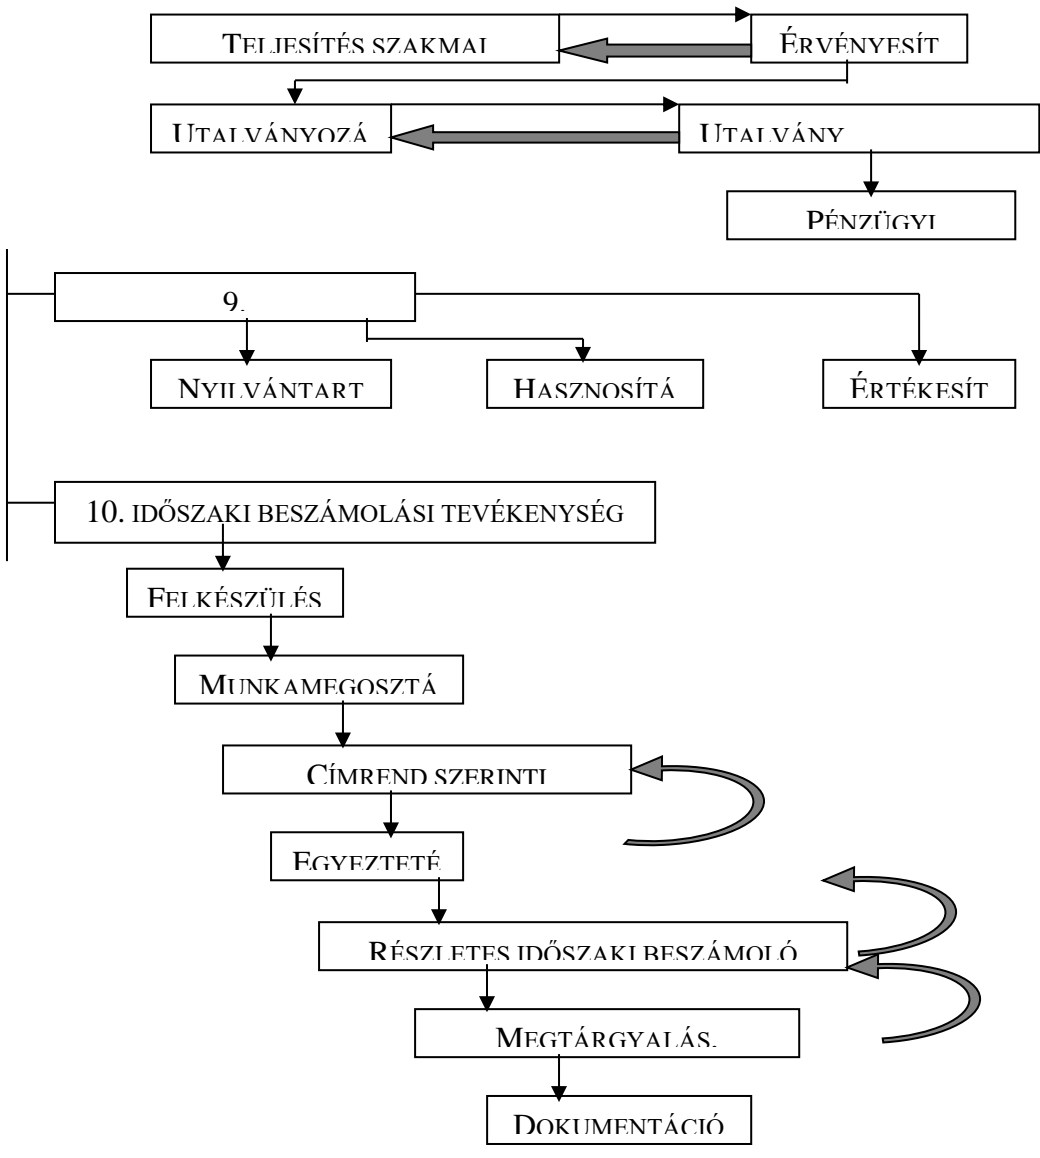 TELJESÍTÉS SZAKMAI
ÉRVÉNYESÍT
UTALVÁNYOZÁ
UTALVÁNY
PÉNZÜGYI
9.
NYILVÁNTART
HASZNOSÍTÁ
ÉRTÉKESÍT
10. IDŐSZAKI BESZÁMOLÁSI TEVÉKENYSÉG
FELKÉSZÜLÉS
MUNKAMEGOSZTÁ
CÍMREND SZERINTI
EGYEZTETÉ
RÉSZLETES IDŐSZAKI BESZÁMOLÓ
MEGTÁRGYALÁS,
DOKUMENTÁCIÓ